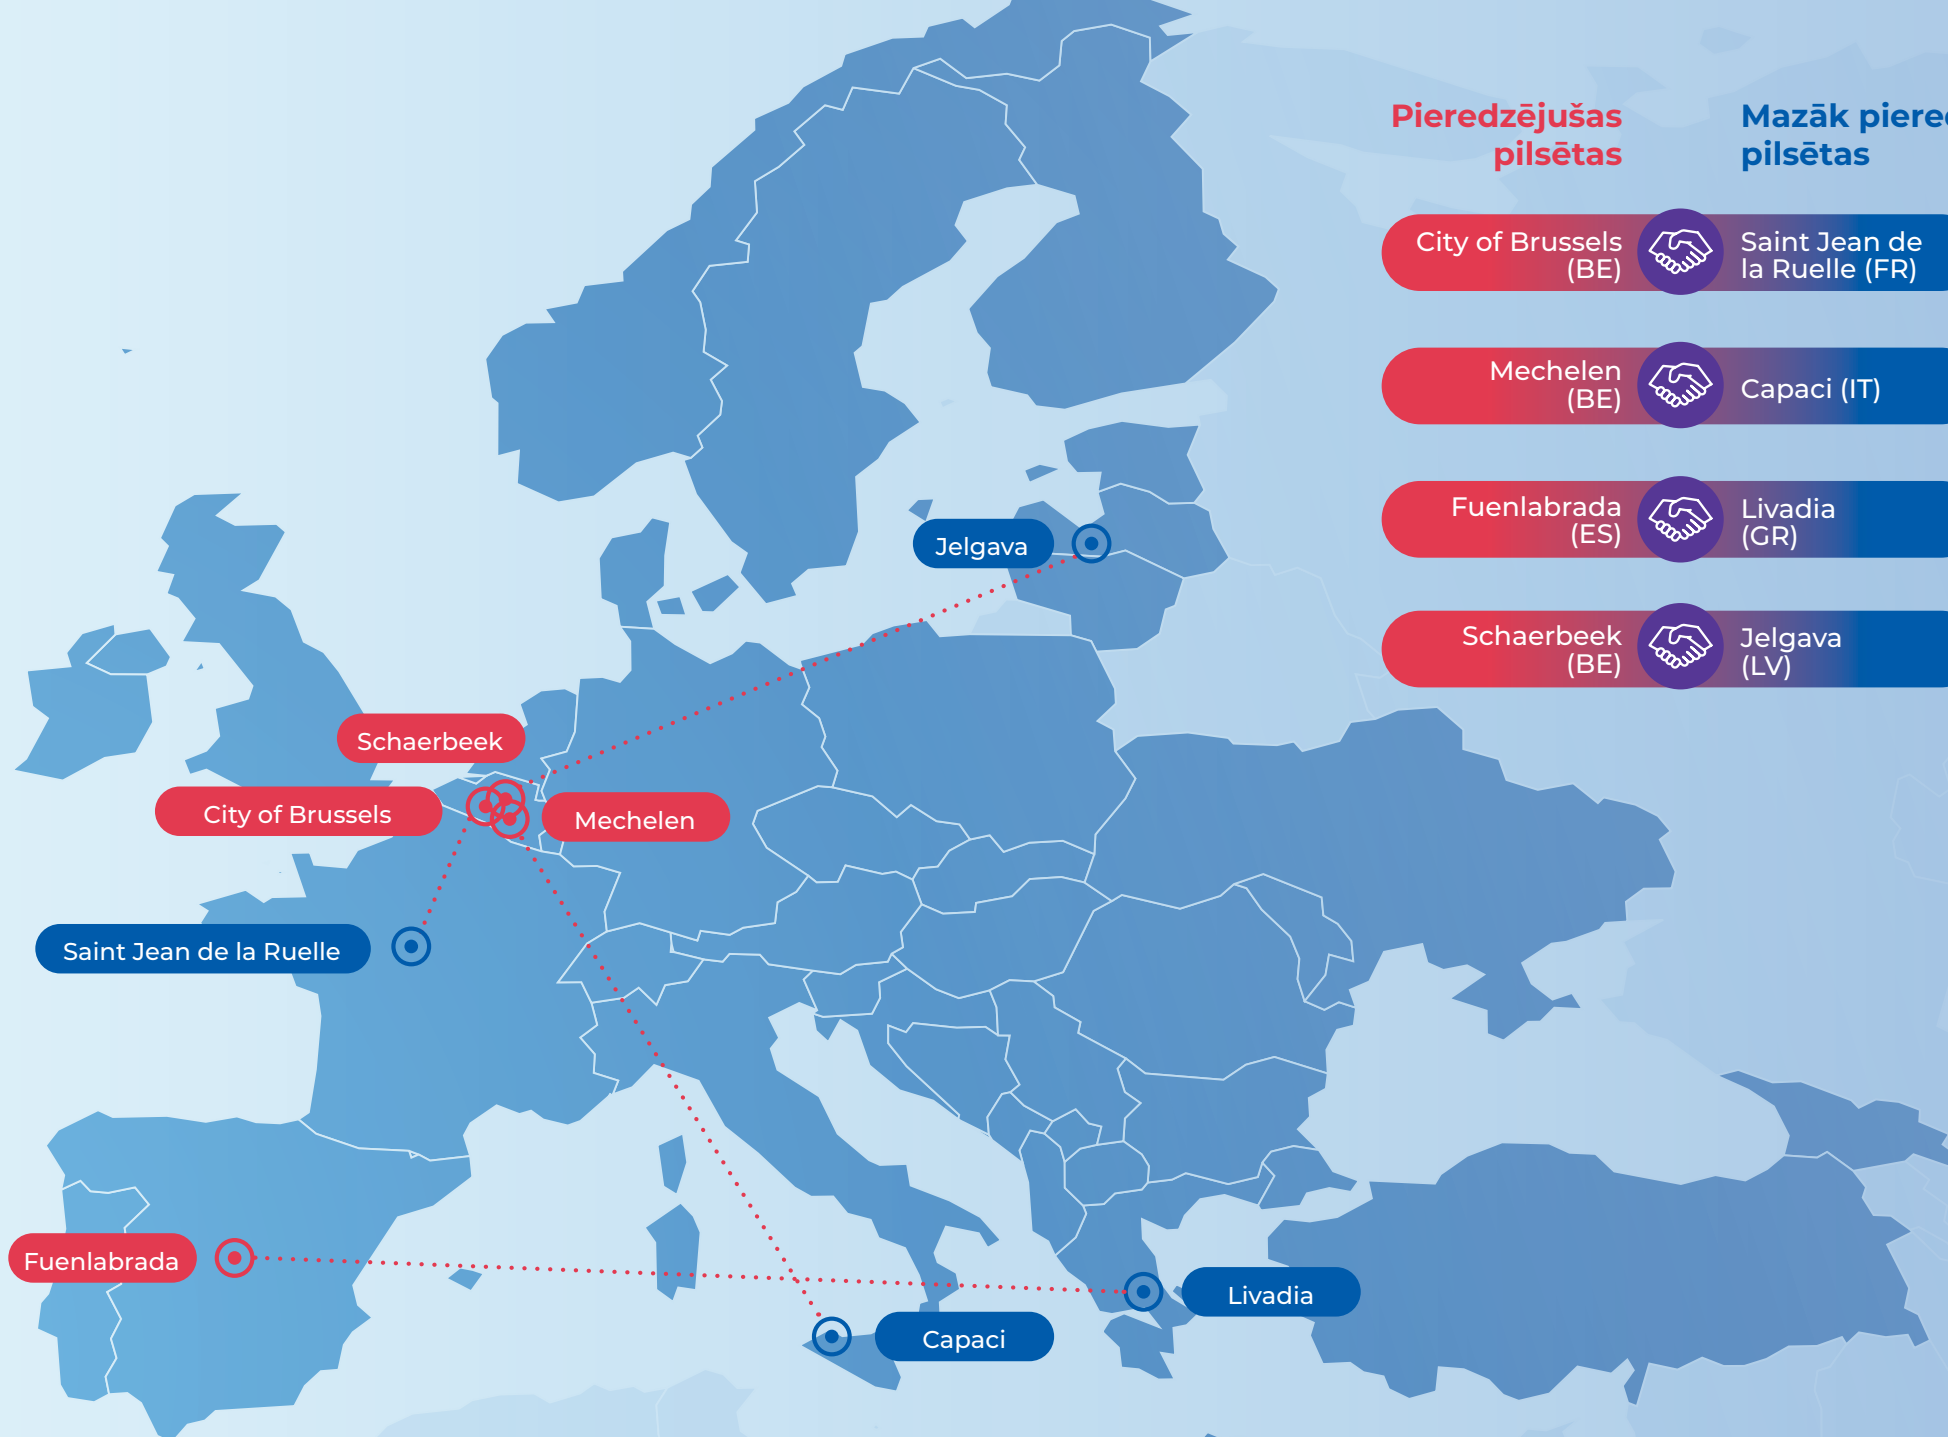 Pieredzējušas
pilsētas
Mazāk
pilsētas
City of Brussels
(BE)
Saint Jean de
la Ruelle (FR)
Mechelen
(BE)
Capaci (IT)
Fuenlabrada
(ES)
Livadia
(GR)
Schaerbeek
(BE)
Jelgava
(LV)
Jelgava
Schaerbeek
City of Brussels
Mechelen
Saint Jean de la Ruelle
Fuenlabrada
Livadia
Capaci